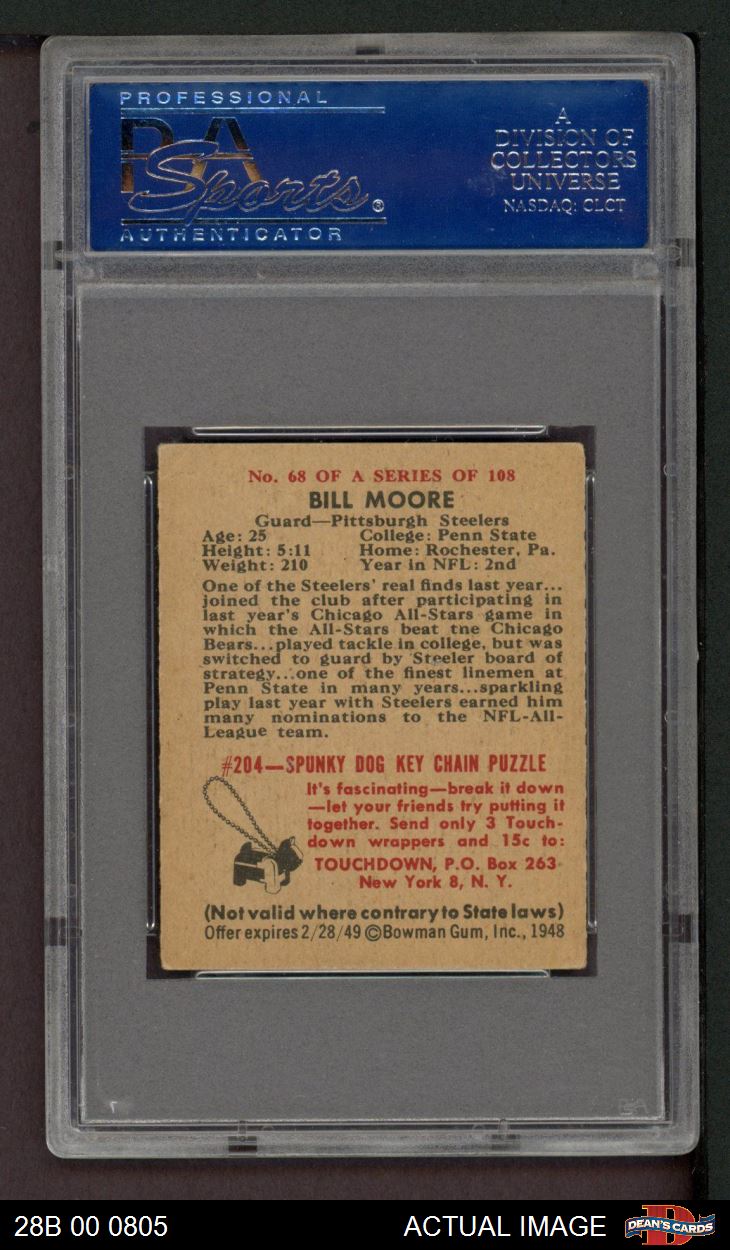 PROFESSIONAL
PSA
Sports®
AUTHENTICATOR
A
DIVISION OF
COLLECTORS
UNIVERSE
NASDAQ: CLCT
No. 68 OF A SERIES OF 108
BILL MOORE
Guard—Pittsburgh Steelers
Age: 25 College: Penn State
Height: 5:11 Home: Rochester, Pa.
Weight: 210 Year in NFL: 2nd
One of the Steelers' real finds last year...
joined the club after participating in
last year's Chicago All-Stars game in
which the All-Stars beat tne Chicago
Bears...played tackle in college, but was
switched to guard by Steeler board of
strategy...one of the finest linemen at
Penn State in many years...sparkling
play last year with Steelers earned him
many nominations to the NFL-All-
League team.
#204—SPUNKY DOG KEY CHAIN PUZZLE
It's fascinating—break it down
—let your friends try putting it
together. Send only 3 Touch-
down wrappers and 15c to:
TOUCHDOWN, P.O. Box 263
New York 8, N. Y.
(Not valid where contrary to State laws)
Offer expires 2/28/49 ©Bowman Gum, Inc., 1948
28B 00 0805 ACTUAL IMAGE DEAN'S CARDS